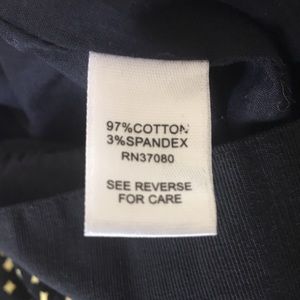 97%COTTON
3%SPANDEX
RN37080
SEE REVERSE
FOR CARE